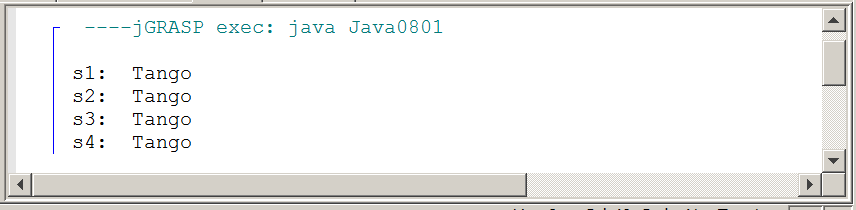 ----jGRASP exec: java Java0801
s1:  Tango
s2:  Tango
s3:  Tango
s4:  Tango